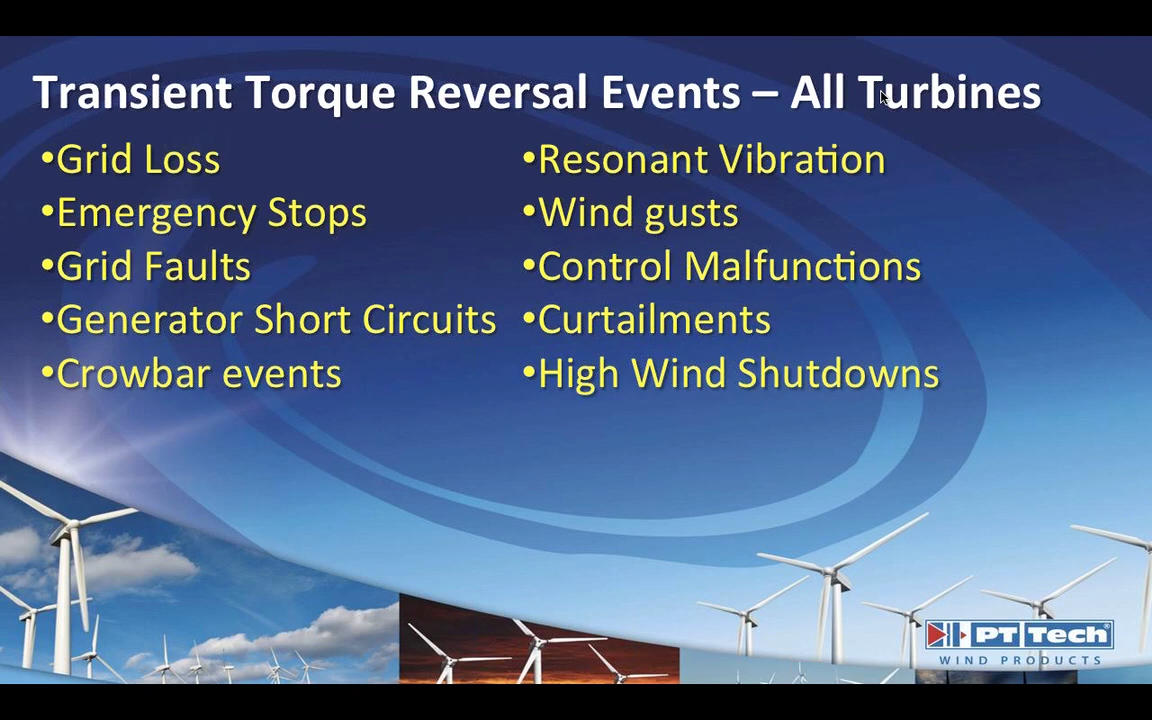 Transient Torque Reversal Events – All Turbines
•Grid Loss
•Emergency Stops
•Grid Faults
•Generator Short Circuits
•Crowbar events
•Resonant Vibration
•Wind gusts
•Control Malfunctions
•Curtailments
•High Wind Shutdowns
PT Tech®
WIND PRODUCTS